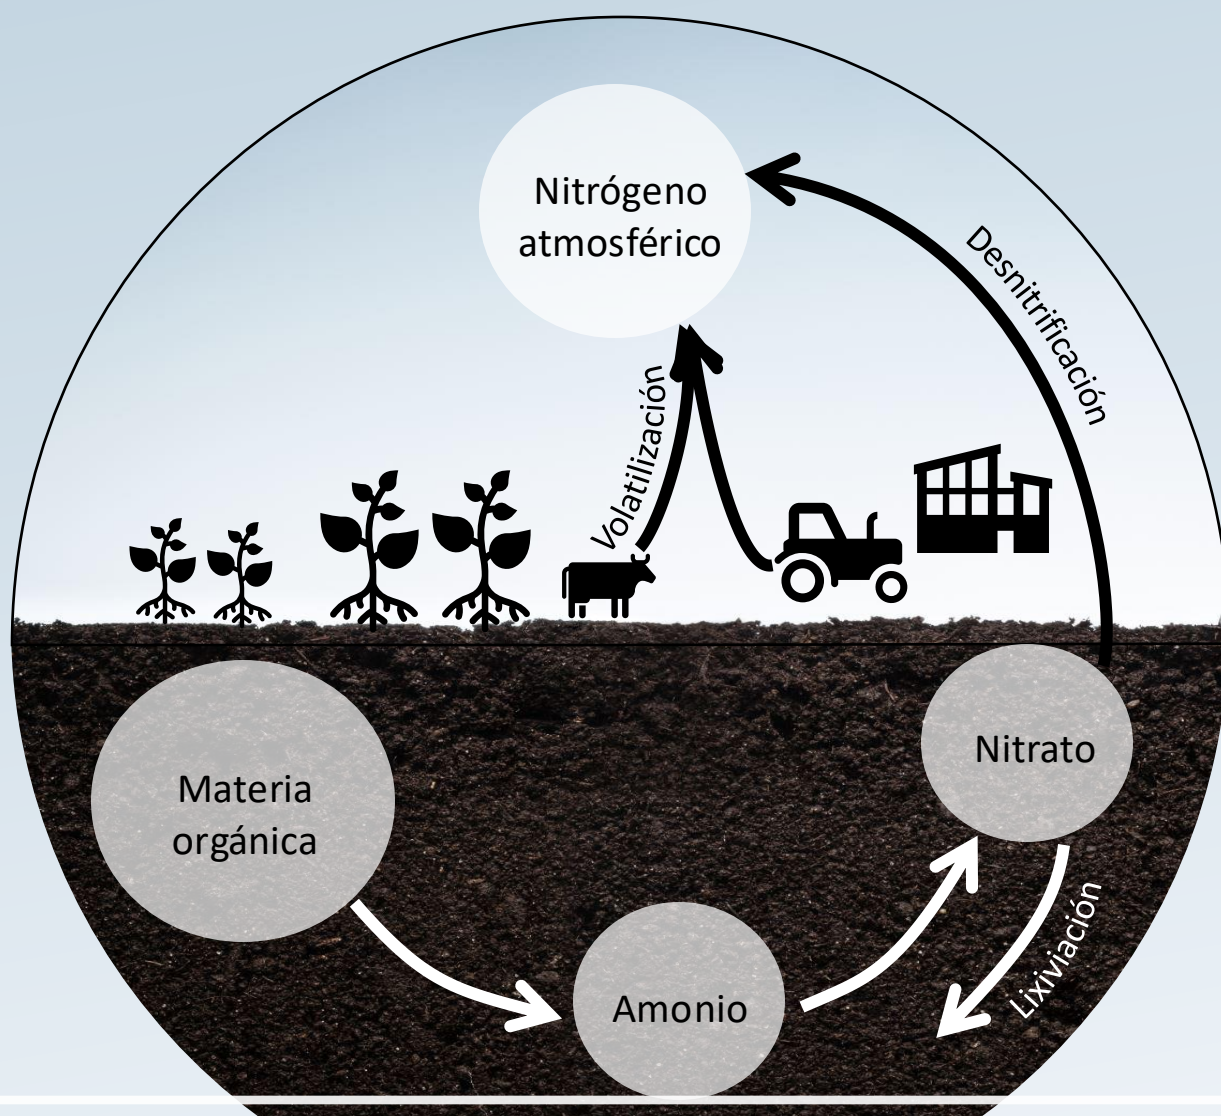 Nitrógeno
atmosférico
Desnitrificación
Volatilización
Materia
orgánica
Nitrato
Amonio
Lixiviación